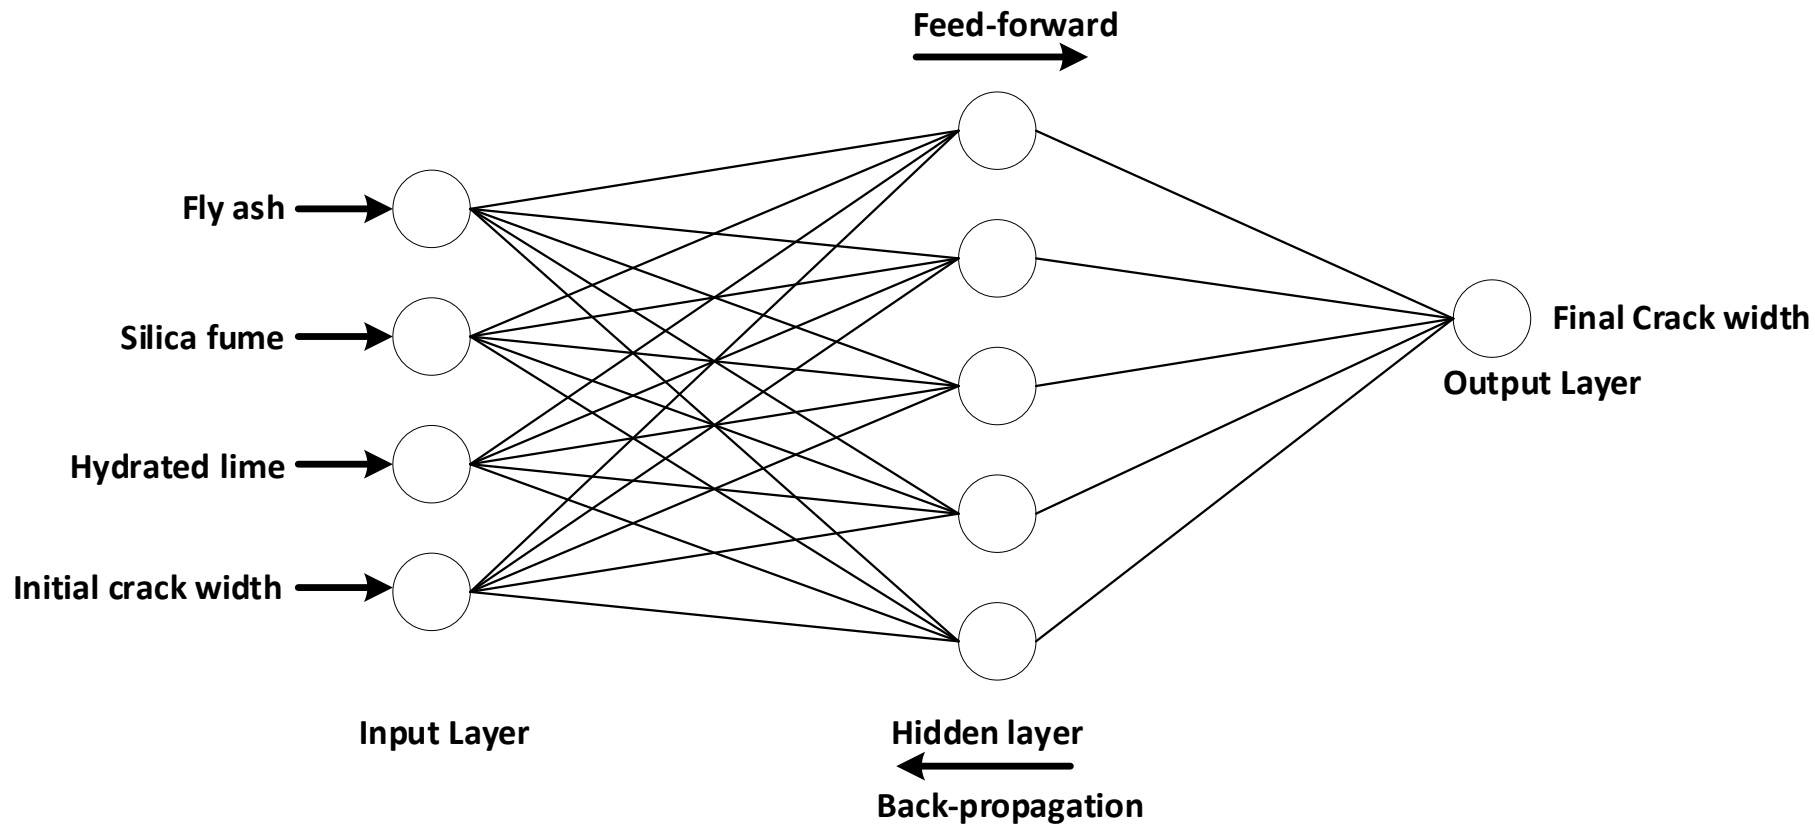 Feed-forward
Fly ash
Silica fume
Hydrated lime
Initial crack width
Final Crack width
Output Layer
Input Layer
Hidden layer
Back-propagation